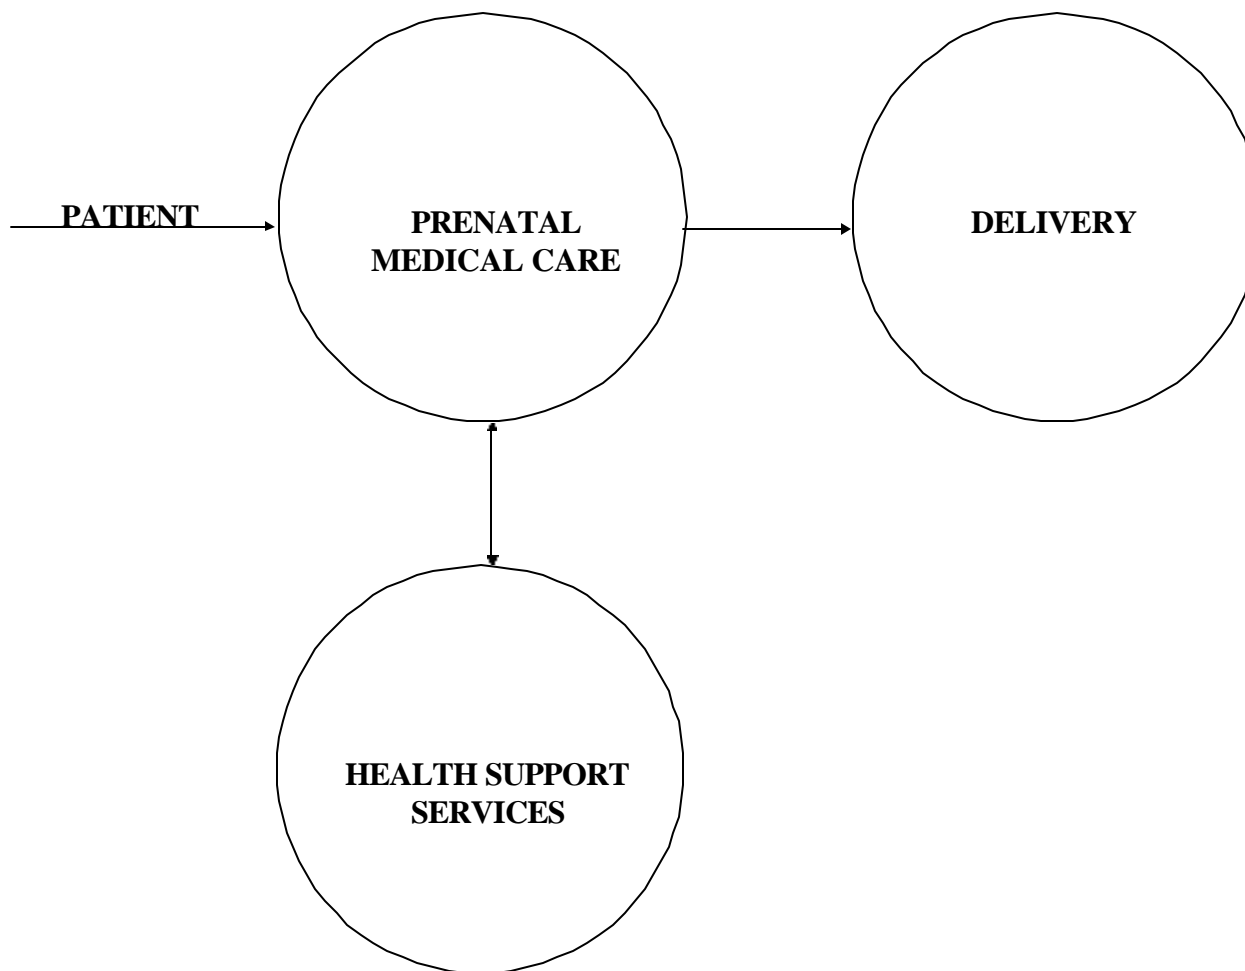 PATIENT
PRENATAL
MEDICAL CARE
DELIVERY
HEALTH SUPPORT
SERVICES